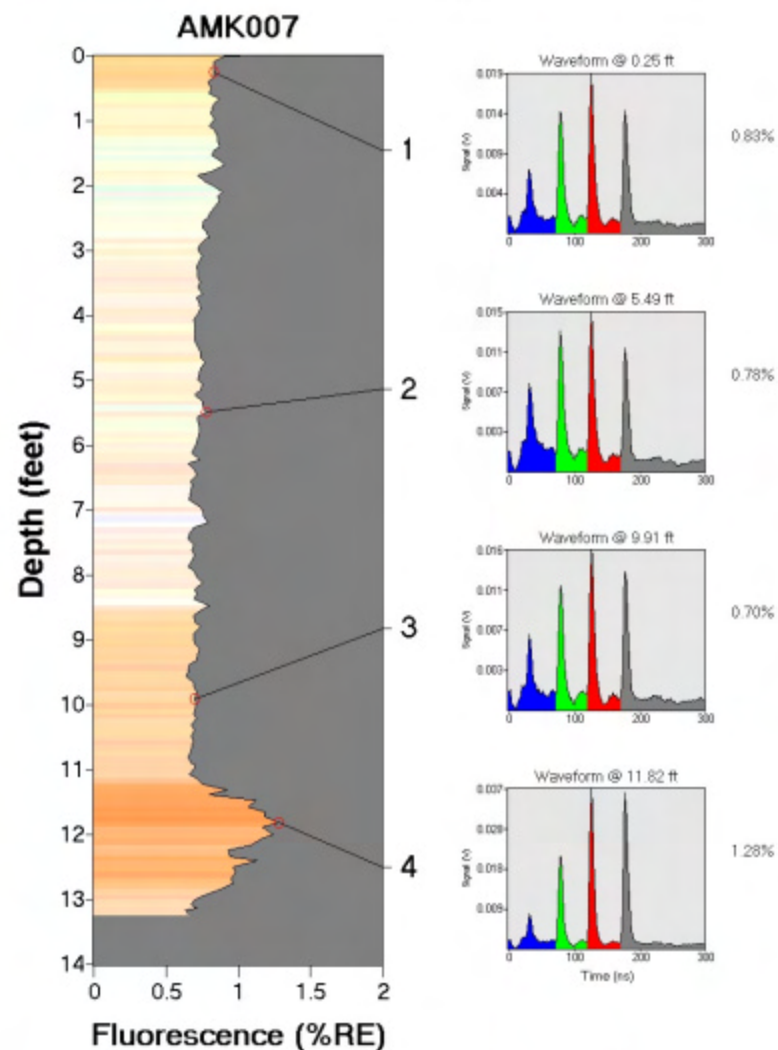 AMK007
0
1
2
3
4
5
6
7
8
9
10
11
12
13
14
Depth (feet)
0 0.5 1 1.5 2
Fluorescence (%RE)
1
2
3
4
Waveform @ 0.25 ft
0.019
0.014
0.009
0.004
Signal (V)
0 100 200 300
0.83%
Waveform @ 5.49 ft
0.015
0.011
0.007
0.003
Signal (V)
0 100 200 300
0.78%
Waveform @ 9.91 ft
0.011
0.007
0.003
Signal (V)
0 100 200 300
0.70%
Waveform @ 11.82 ft
0.037
0.018
0.009
Signal (V)
0 100 200 300
Time (ns)
1.28%